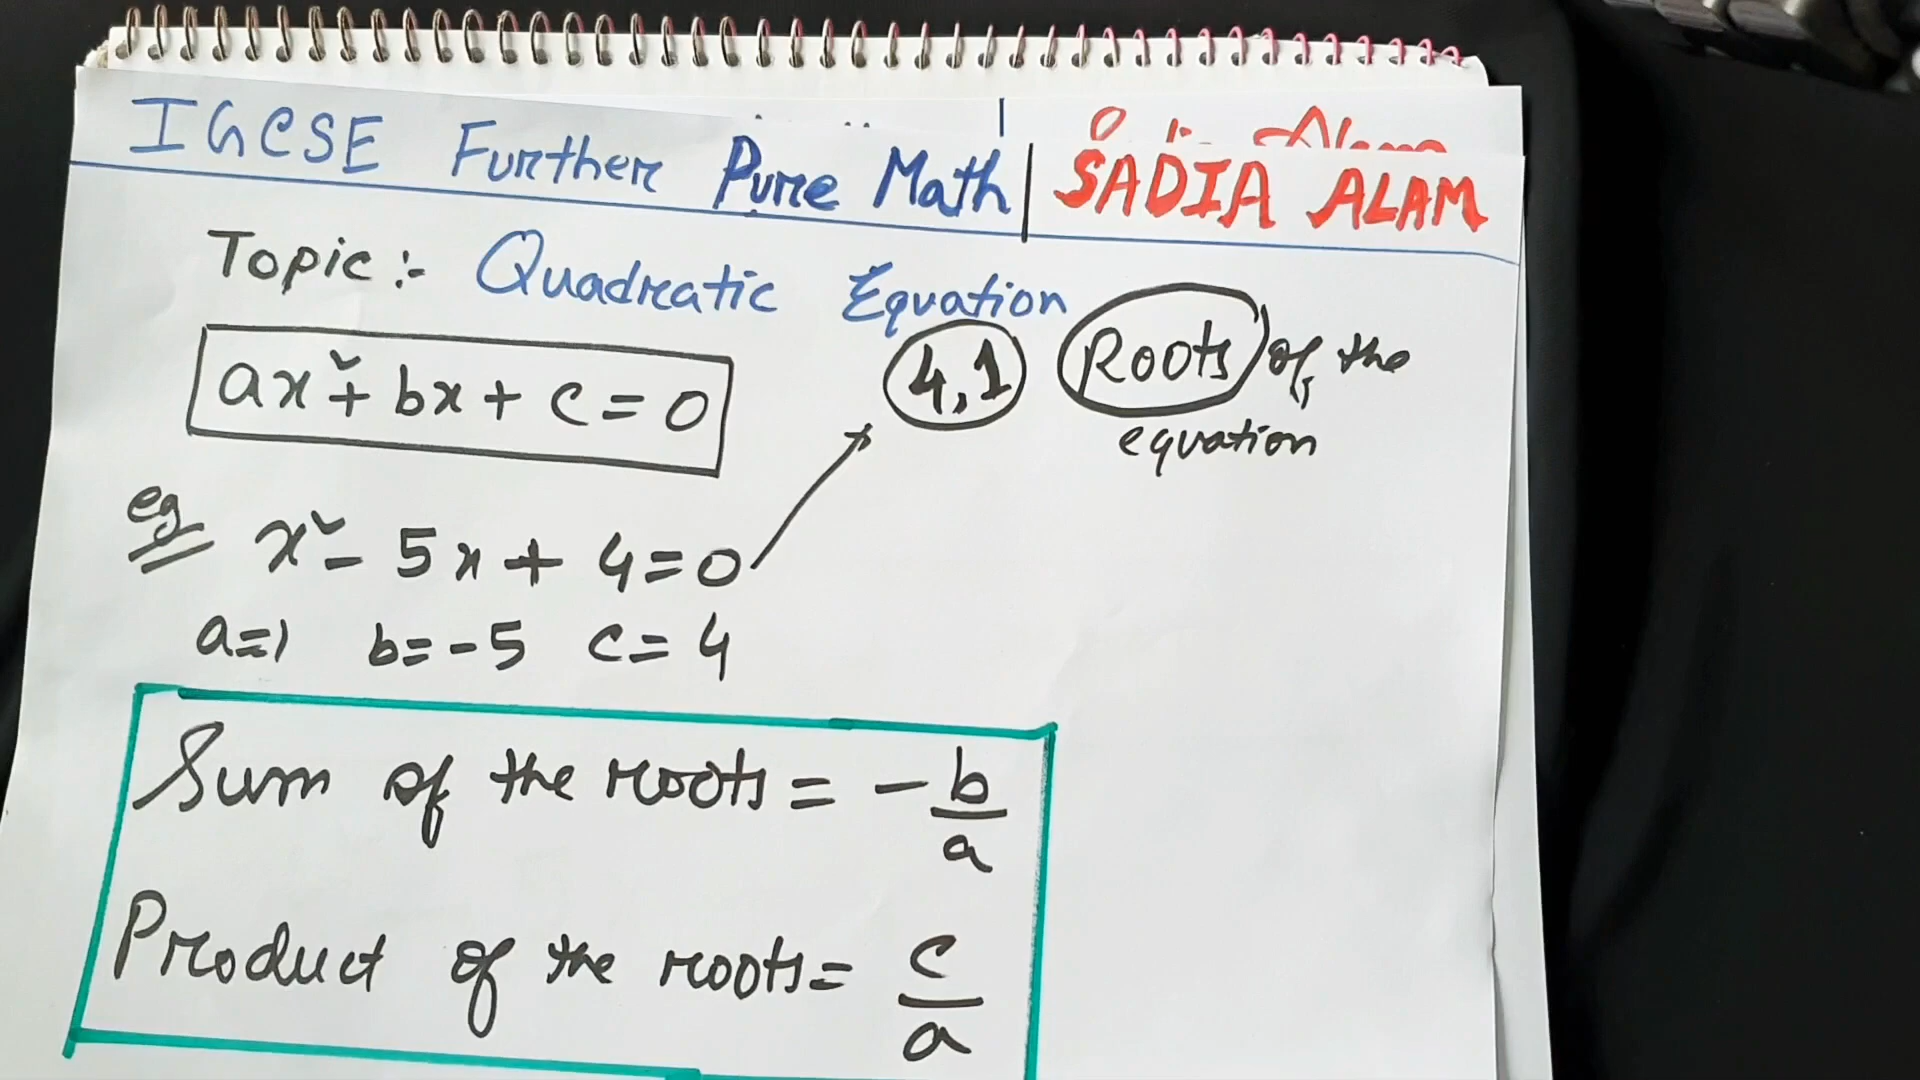 IGCSE Further Pure Math | SADIA ALAM
Topic :- Quadratic Equation
ax² + bx + c = 0
4,1 Roots of the
equation
eg x² - 5x + 4 = 0
a=1 b=-5 c=4
Sum of the roots = - b/a
Product of the roots = c/a